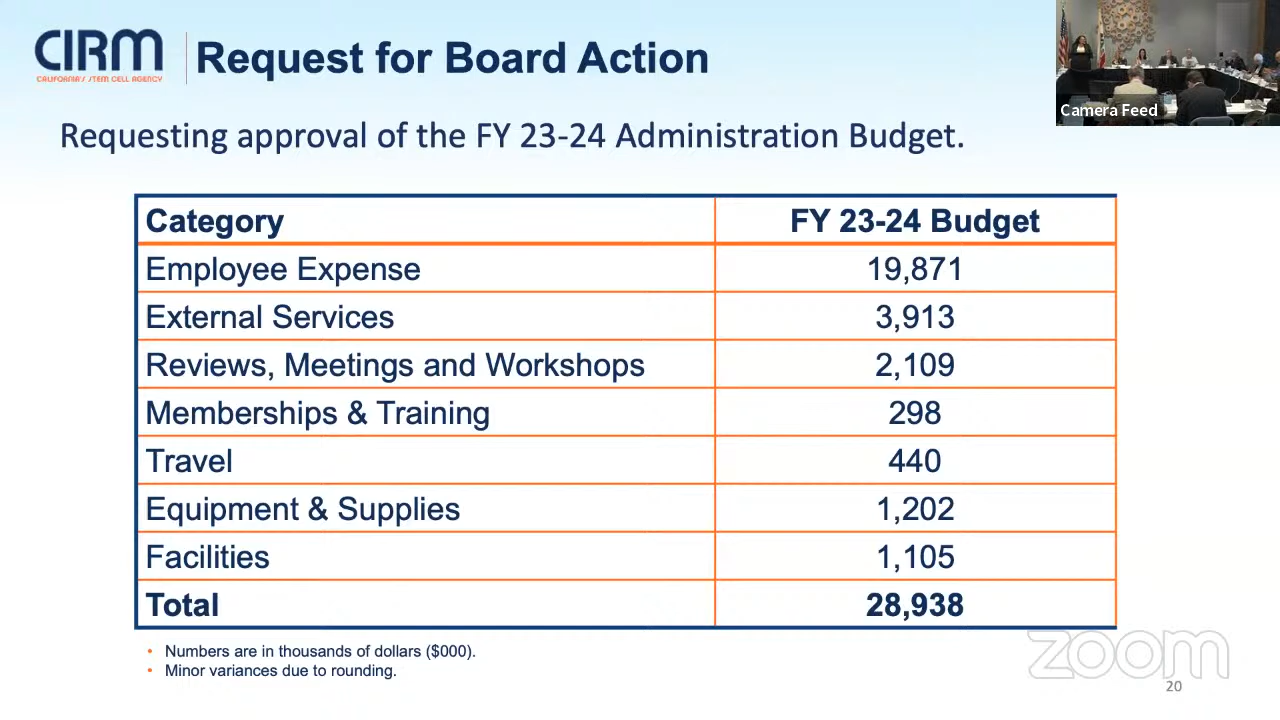 CIRM
CALIFORNIA'S STEM CELL AGENCY
Request for Board Action
Camera Feed
Requesting approval of the FY 23-24 Administration Budget.
Category FY 23-24 Budget
Employee Expense 19,871
External Services 3,913
Reviews, Meetings and Workshops 2,109
Memberships & Training 298
Travel 440
Equipment & Supplies 1,202
Facilities 1,105
Total 28,938
• Numbers are in thousands of dollars ($000).
• Minor variances due to rounding.
zoom
20